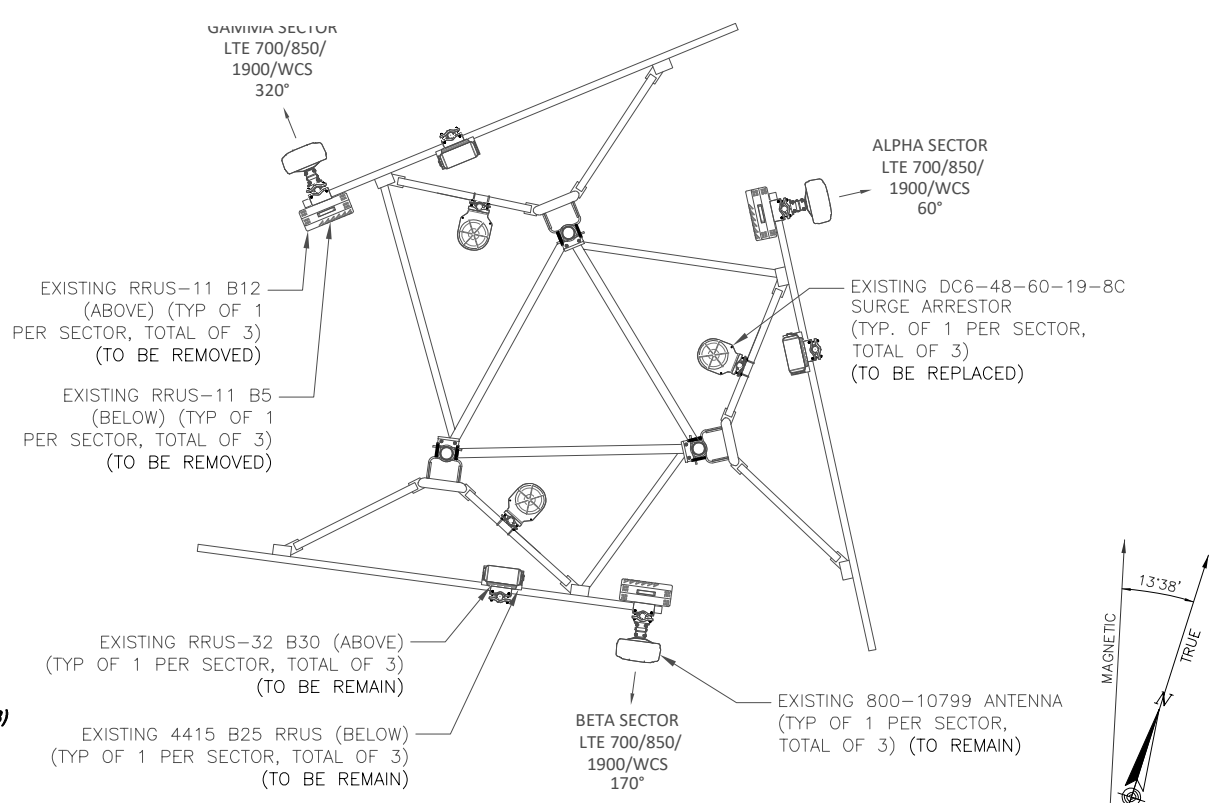 GAMMA SECTOR
LTE 700/850/
1900/WCS
320°
ALPHA SECTOR
LTE 700/850/
1900/WCS
60°
EXISTING RRUS-11 B12
(ABOVE) (TYP OF 1
PER SECTOR, TOTAL OF 3)
(TO BE REMOVED)
EXISTING RRUS-11 B5
(BELOW) (TYP OF 1
PER SECTOR, TOTAL OF 3)
(TO BE REMOVED)
EXISTING DC6-48-60-19-8C
SURGE ARRESTOR
(TYP. OF 1 PER SECTOR,
TOTAL OF 3)
(TO BE REPLACED)
EXISTING RRUS-32 B30 (ABOVE)
(TYP OF 1 PER SECTOR, TOTAL OF 3)
(TO BE REMAIN)
EXISTING 4415 B25 RRUS (BELOW)
(TYP OF 1 PER SECTOR, TOTAL OF 3)
(TO BE REMAIN)
BETA SECTOR
LTE 700/850/
1900/WCS
170°
EXISTING 800-10799 ANTENNA
(TYP OF 1 PER SECTOR,
TOTAL OF 3) (TO REMAIN)
13°38'
MAGNETIC
TRUE
N